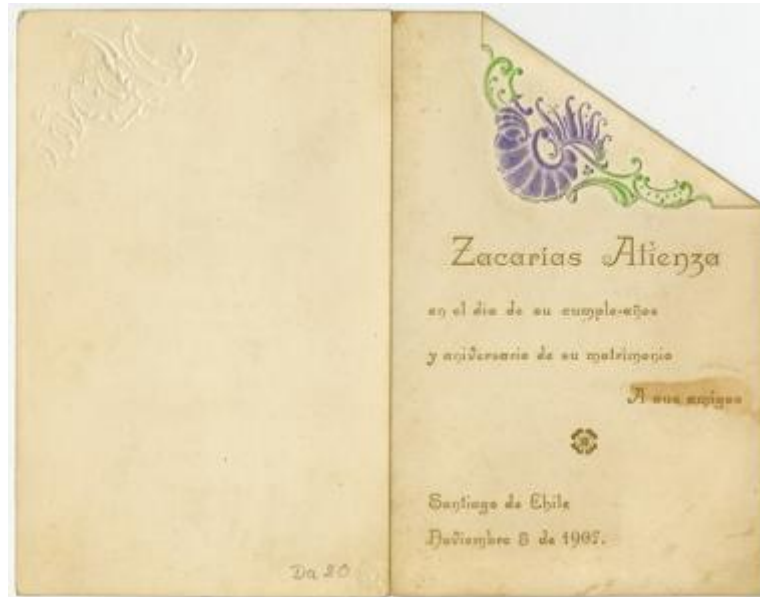 Da 20
Zacarías Atienza
en el día de su cumple-años
y aniversario de su matrimonio
A sus amigos
Santiago de Chile
Noviembre 8 de 1907.